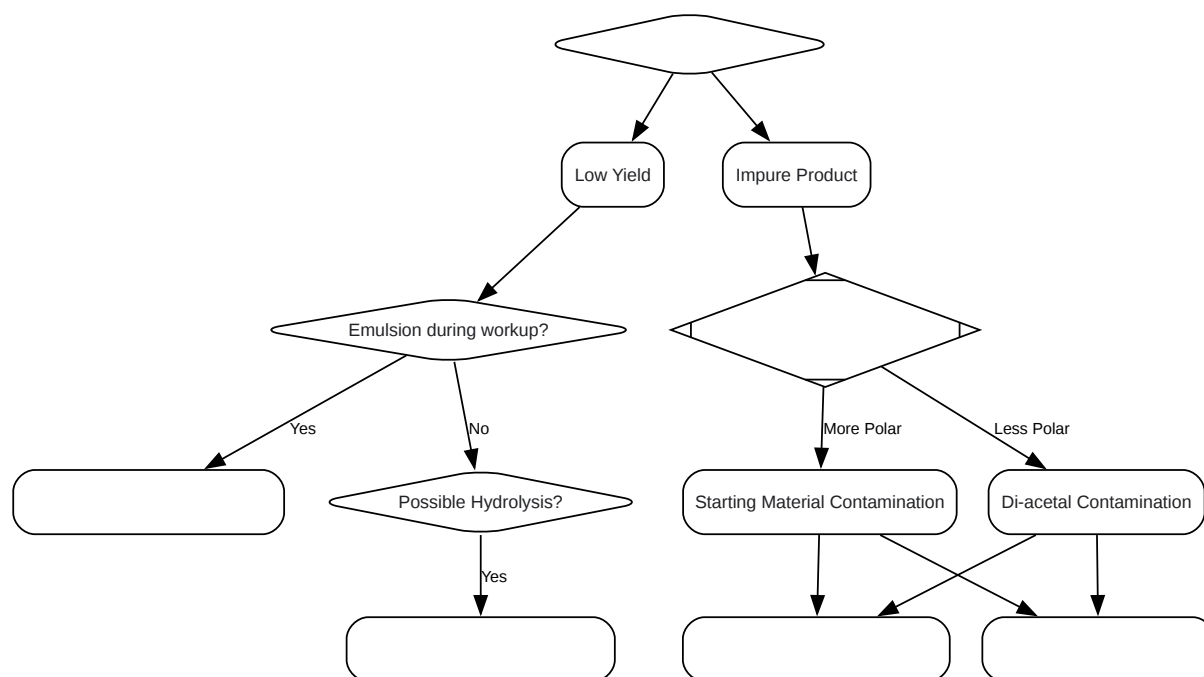 Low Yield
Impure Product
Emulsion during workup?
Yes
No
More Polar
Less Polar
Possible Hydrolysis?
Starting Material Contamination
Di-acetal Contamination
Yes